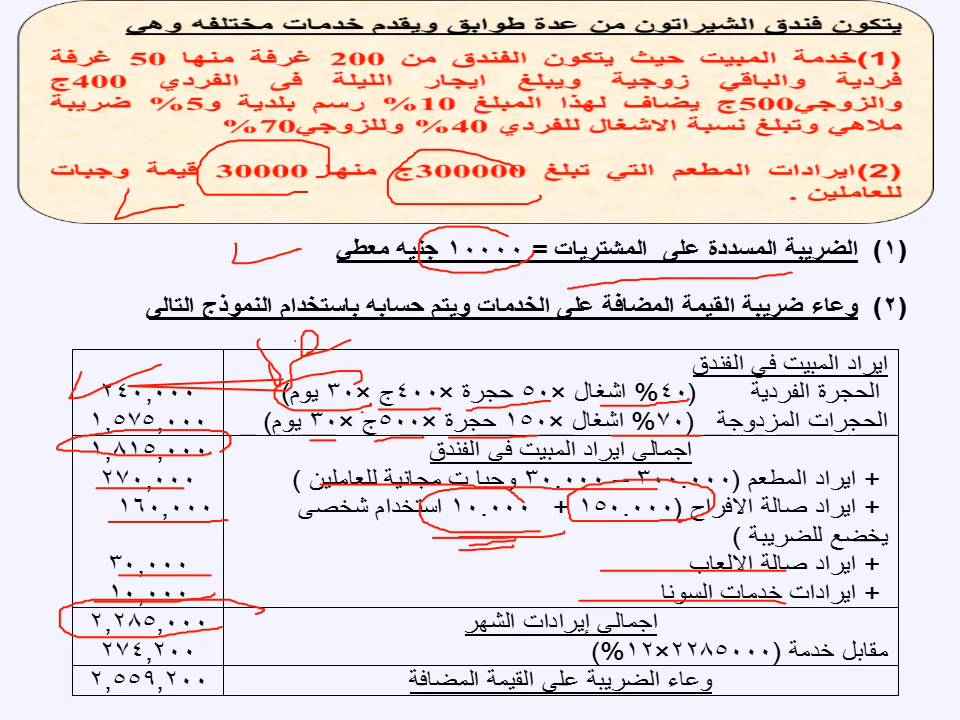 يتكون فندق الشيراتون من عدة طوابق ويقدم خدمات مختلفه وهي
(1)خدمة المبيت حيث يتكون الفندق من 200 غرفة منها 50 غرفة
فردية والباقي زوجية ويبلغ ايجار الليلة فى الفردي 400ج
والزوجي500ج يضاف لهذا المبلغ 10% رسم بلدية و5% ضريبة
ملاهي وتبلغ نسبة الاشغال للفردي 40% وللزوجي70%
(2)ايرادات المطعم التي تبلغ 300000ج منها 30000 قيمة وجبات
للعاملين .
(١) الضريبة المسددة على المشتريات = ١٠٠٠٠ جنيه معطي
(٢) وعاء ضريبة القيمة المضافة على الخدمات ويتم حسابه باستخدام النموذج التالى
ايراد المبيت في الفندق
الحجرة الفردية (٤٠% اشغال ×٥٠ حجرة ×٤٠٠ج ×٣٠ يوم) ٢٤٠,٠٠٠
الحجرات المزدوجة (٧٠% اشغال ×١٥٠ حجرة ×٥٠٠ج ×٣٠ يوم) ١,٥٧٥,٠٠٠
اجمالى ايراد المبيت فى الفندق ١,٨١٥,٠٠٠
+ ايراد المطعم (٣٠٠.٠٠٠ – ٣٠.٠٠٠ وجبا ت مجانية للعاملين ) ٢٧٠,٠٠٠
+ ايراد صالة الافراح (١٥٠.٠٠٠ + ١٠.٠٠٠ استخدام شخصى ١٦٠,٠٠٠
يخضع للضريبة )
+ ايراد صالة الالعاب ٣٠,٠٠٠
+ ايرادات خدمات السونا ١٠,٠٠٠
اجمالى إيرادات الشهر ٢,٢٨٥,٠٠٠
مقابل خدمة (٢٢٨٥٠٠٠×١٢%) ٢٧٤,٢٠٠
وعاء الضريبة على القيمة المضافة ٢,٥٥٩,٢٠٠